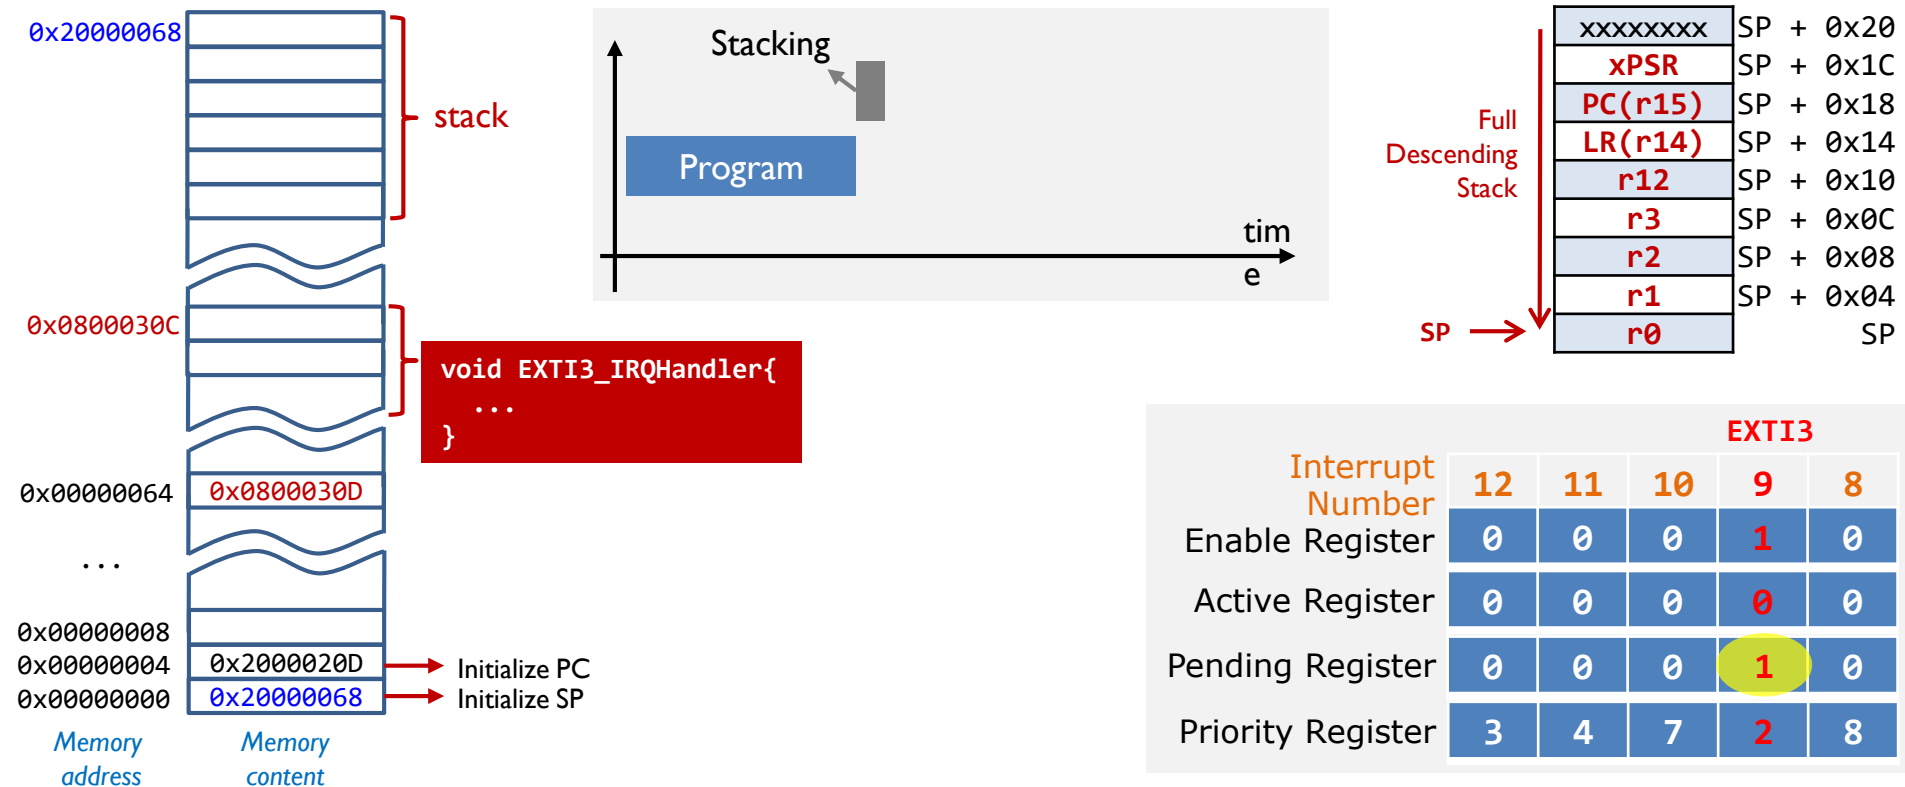 0x20000068
stack
0x0800030C
void EXTI3_IRQHandler{
...
}
0x00000064 0x0800030D
...
0x00000008
0x00000004 0x2000020D Initialize PC
0x00000000 0x20000068 Initialize SP
Memory address
Memory content
Stacking
Program
tim
e
Full
Descending
Stack
SP
xxxxxxxx SP + 0x20
xPSR SP + 0x1C
PC(r15) SP + 0x18
LR(r14) SP + 0x14
r12 SP + 0x10
r3 SP + 0x0C
r2 SP + 0x08
r1 SP + 0x04
r0 SP
EXTI3
Interrupt
Number 12 11 10 9 8
Enable Register 0 0 0 1 0
Active Register 0 0 0 0 0
Pending Register 0 0 0 1 0
Priority Register 3 4 7 2 8